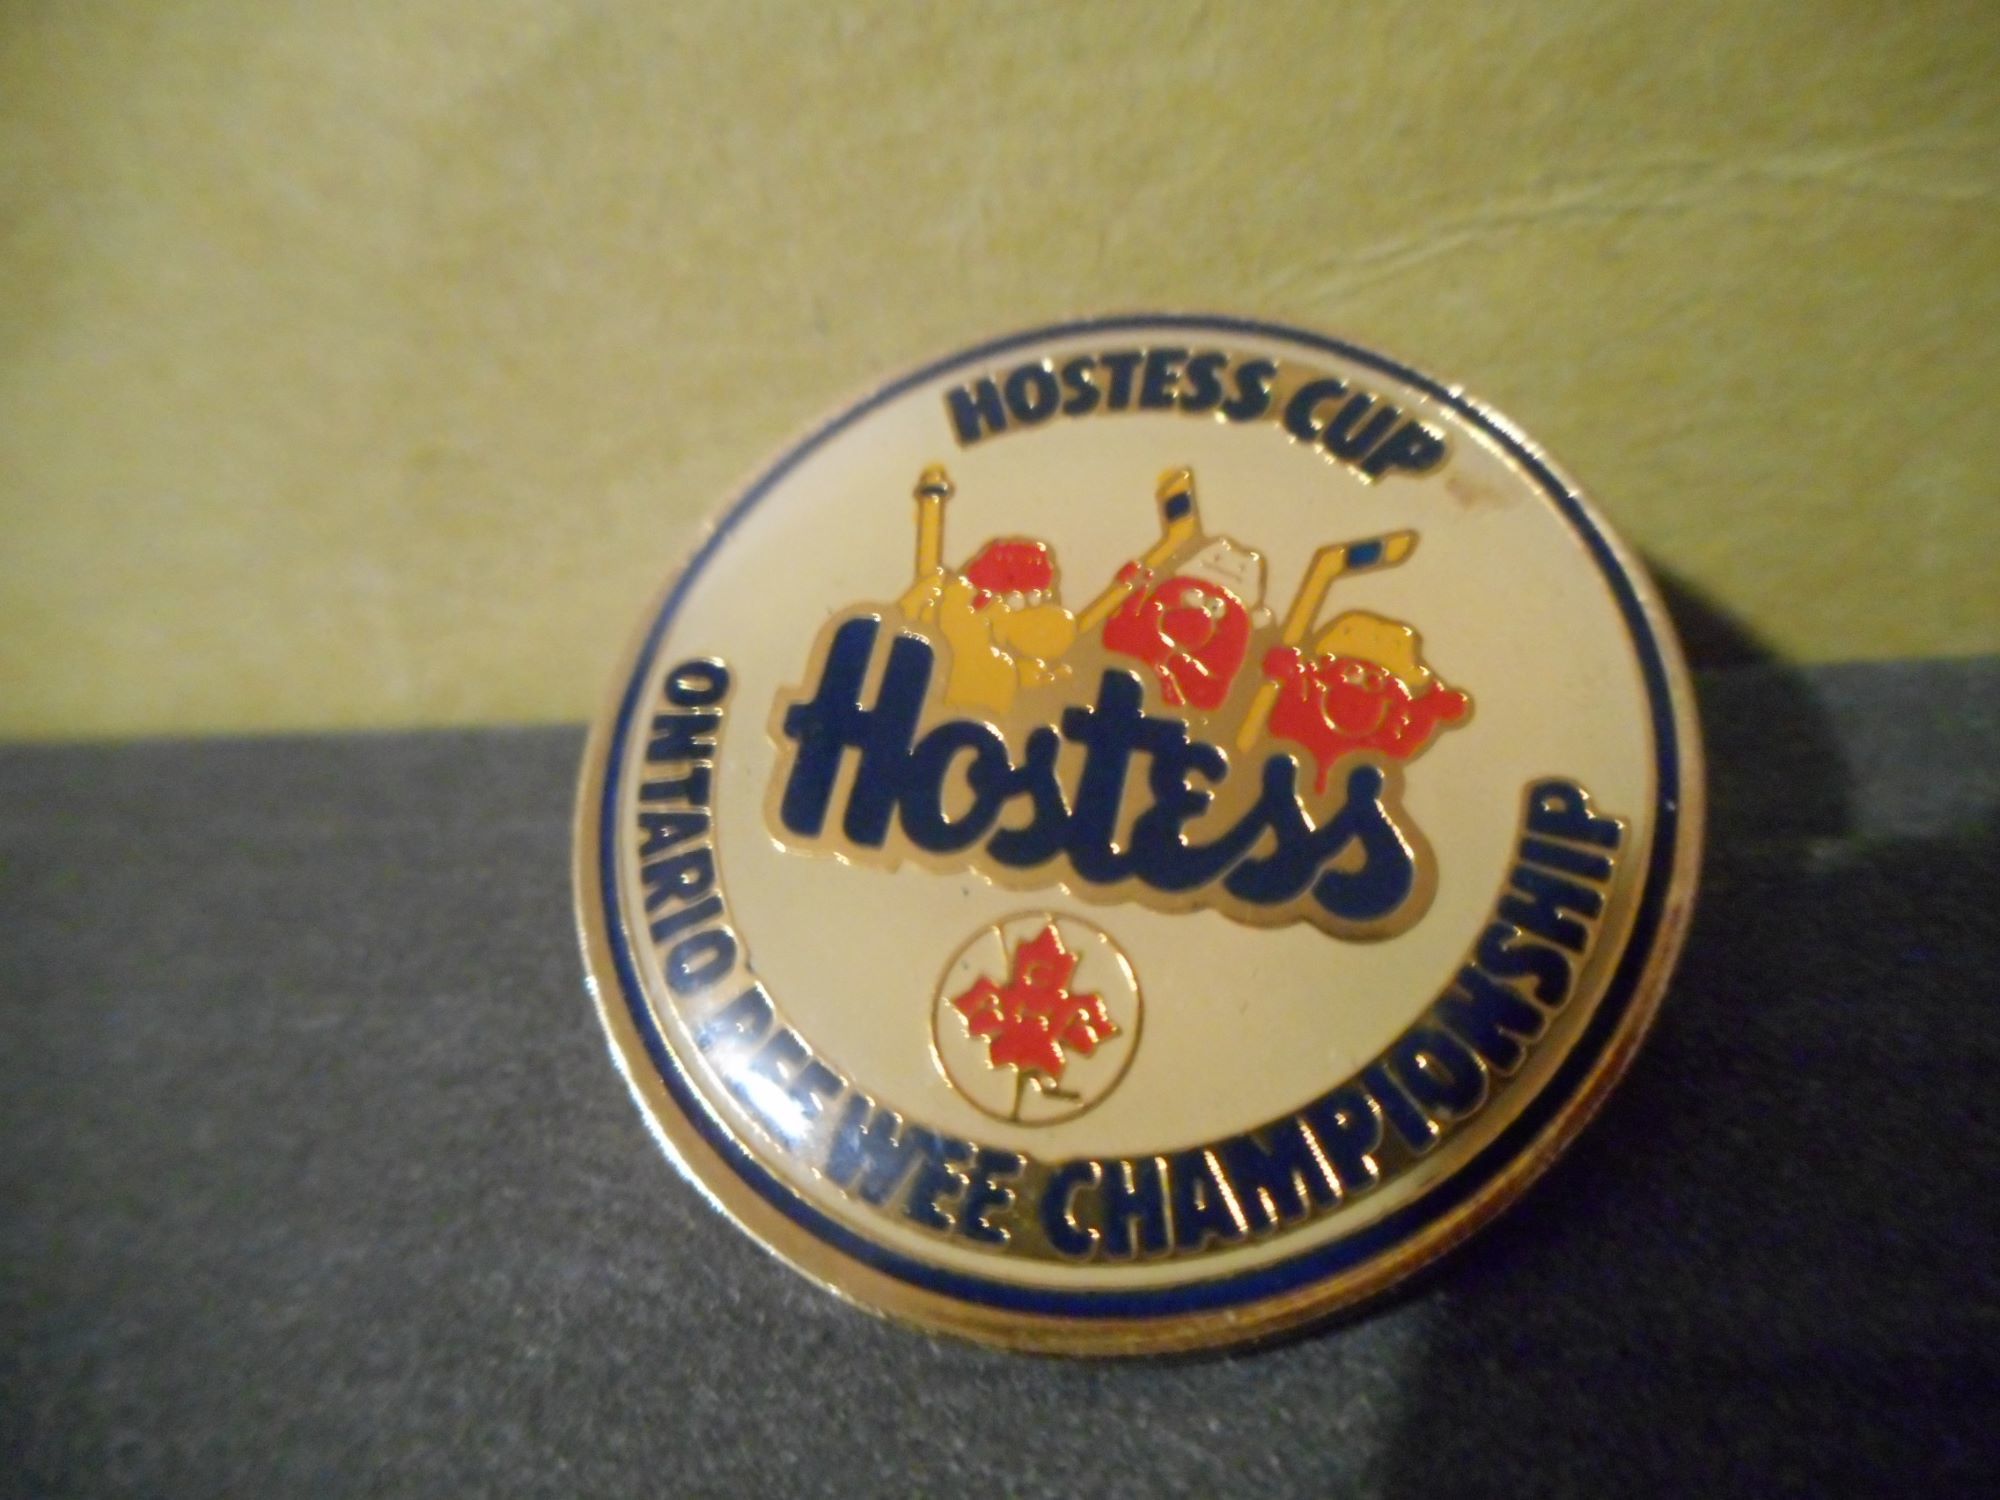 HOSTESS CUP
Hostess
ONTARIO PEE WEE CHAMPIONSHIP